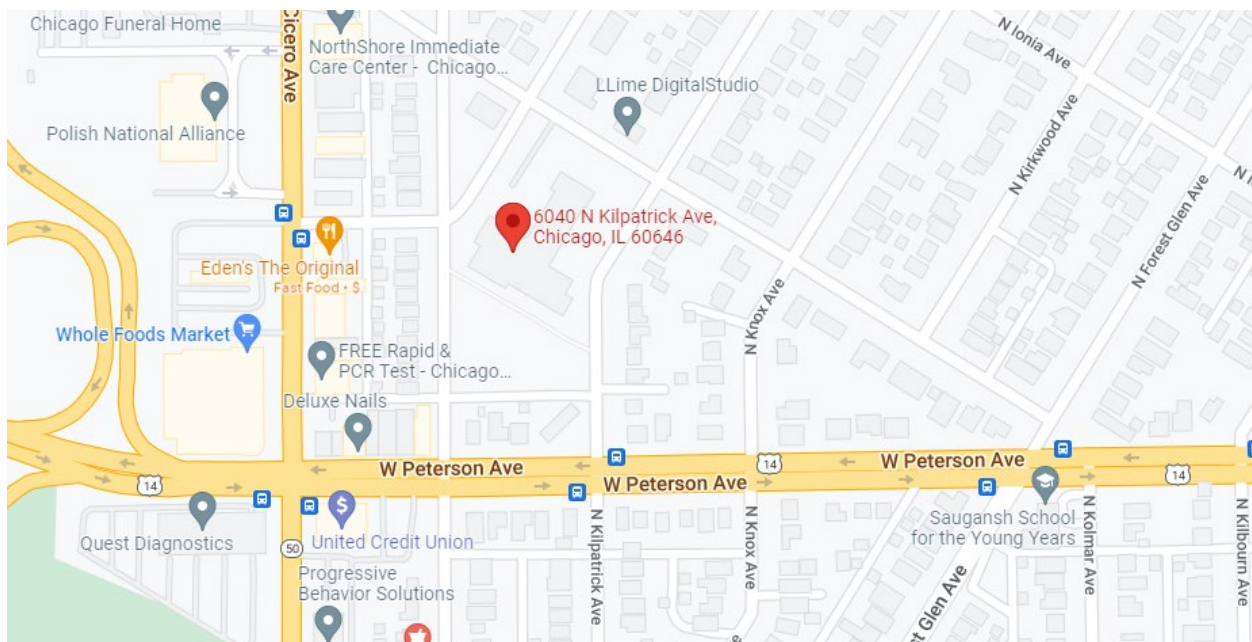 Chicago Funeral Home
Cicero Ave
NorthShore Immediate
Care Center - Chicago...
N Ionia Ave
LLime DigitalStudio
Polish National Alliance
N Kirkwood Ave
N Forest Glen Ave
6040 N Kilpatrick Ave,
Chicago, IL 60646
Eden's The Original
Fast Food • $
Whole Foods Market
FREE Rapid &
PCR Test - Chicago...
N Knox Ave
Deluxe Nails
W Peterson Ave
14
W Peterson Ave
W Peterson Ave
14
14
$
Quest Diagnostics
50
United Credit Union
Progressive
Behavior Solutions
N Kilpatrick Ave
N Knox Ave
Saugansh School
for the Young Years
Glen Ave
N Kolmar Ave
N Kilbourn Ave